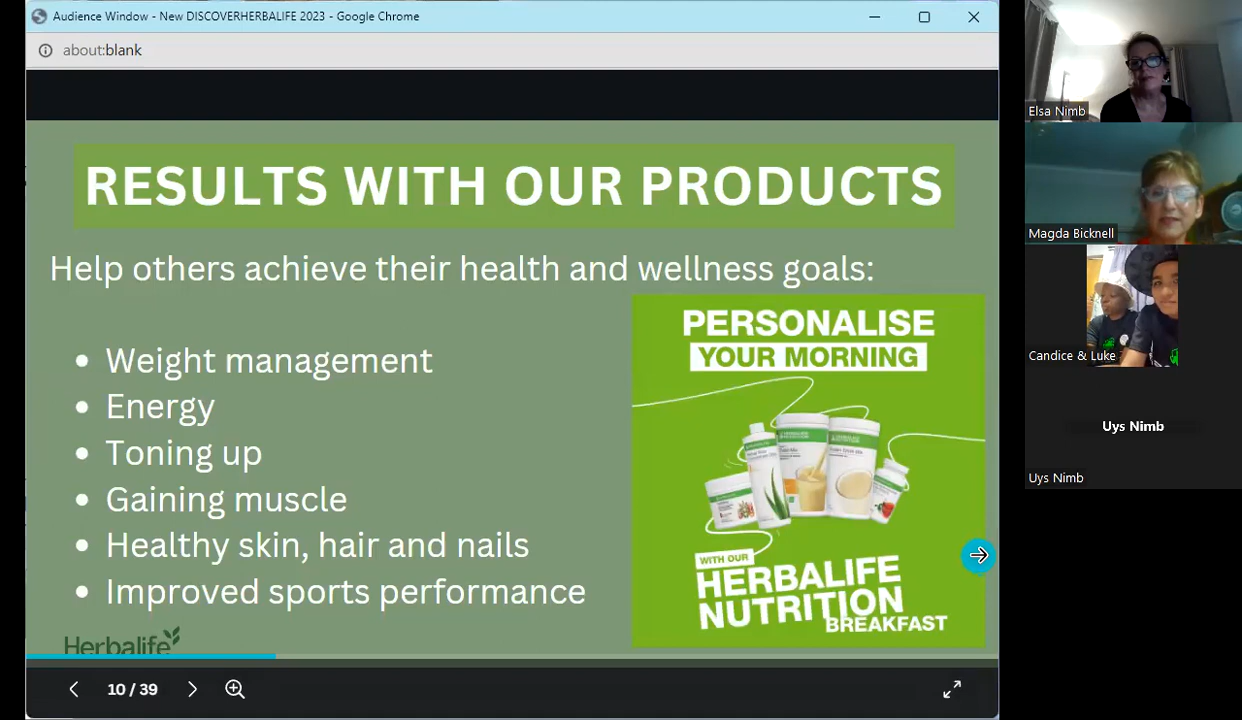 Audience Window - New DISCOVERHERBALIFE 2023 - Google Chrome
about:blank
RESULTS WITH OUR PRODUCTS
Help others achieve their health and wellness goals:
• Weight management
• Energy
• Toning up
• Gaining muscle
• Healthy skin, hair and nails
• Improved sports performance
PERSONALISE
YOUR MORNING
WITH OUR
HERBALIFE
NUTRITION
BREAKFAST
Herbalife
10 / 39
Elsa Nimb
Magda Bicknell
Candice & Luke
Uys Nimb
Uys Nimb